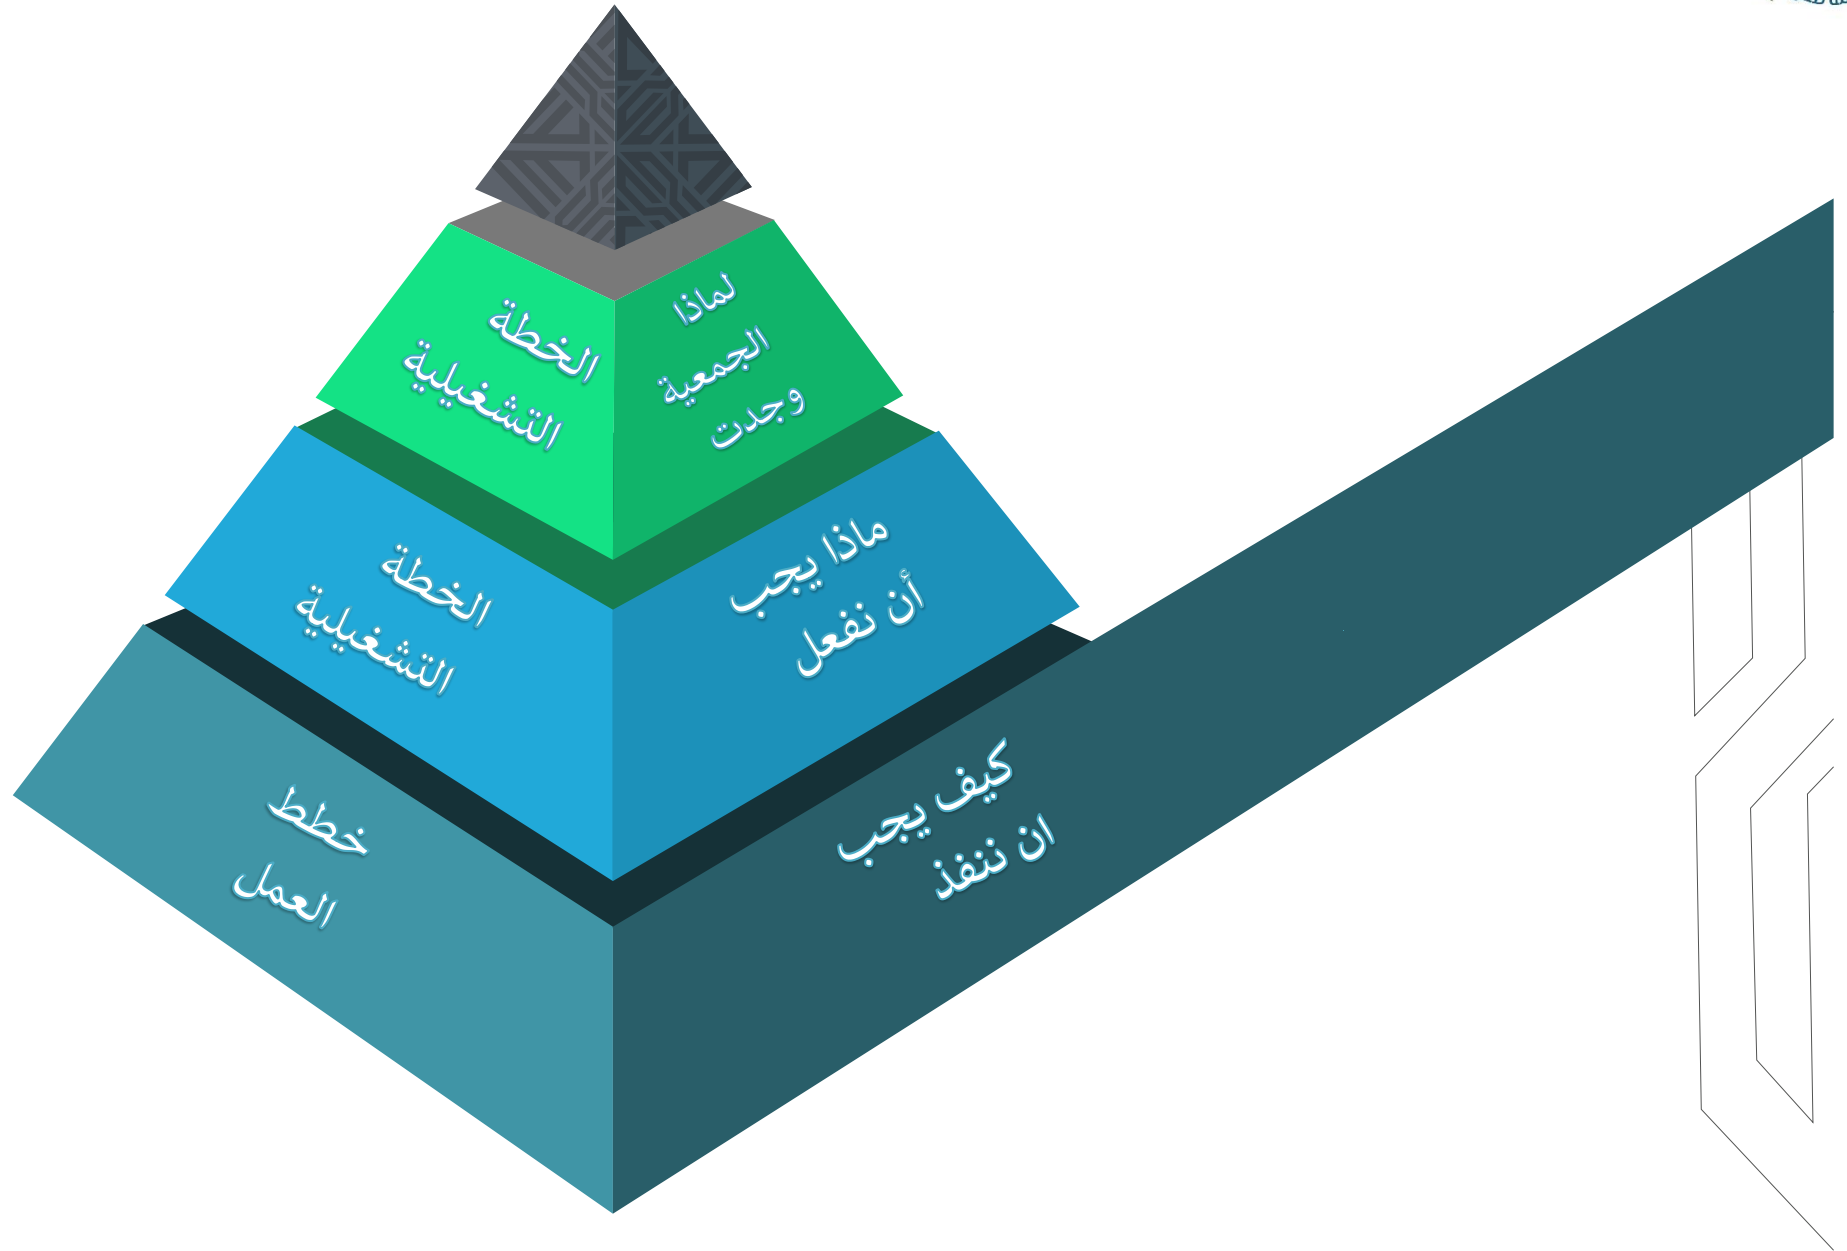 لماذا
الجمعية
وجدت
الخطة
التشغيلية
ماذا يجب
أن نفعل
الخطة
التشغيلية
كيف يجب
ان ننفذ
خطط
العمل